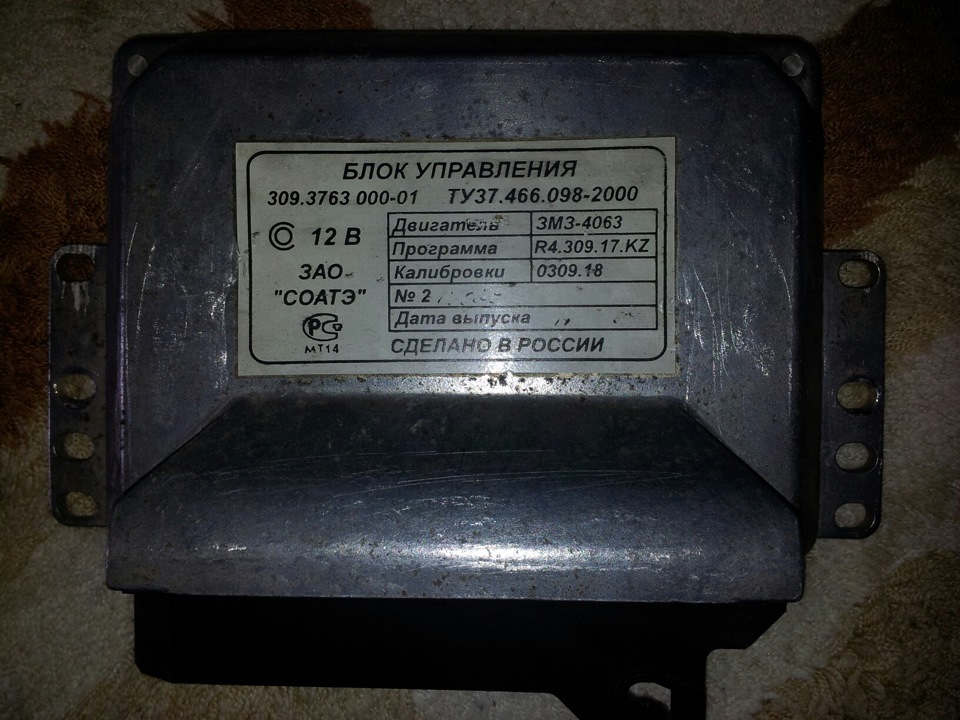 БЛОК УПРАВЛЕНИЯ
309.3763 000-01 ТУ37.466.098-2000
12 В
ЗАО
"СОАТЭ"
МТ14
Двигатель ЗМЗ-4063
Программа R4.309.17.KZ
Калибровки 0309.18
№ 2
Дата выпуска
СДЕЛАНО В РОССИИ